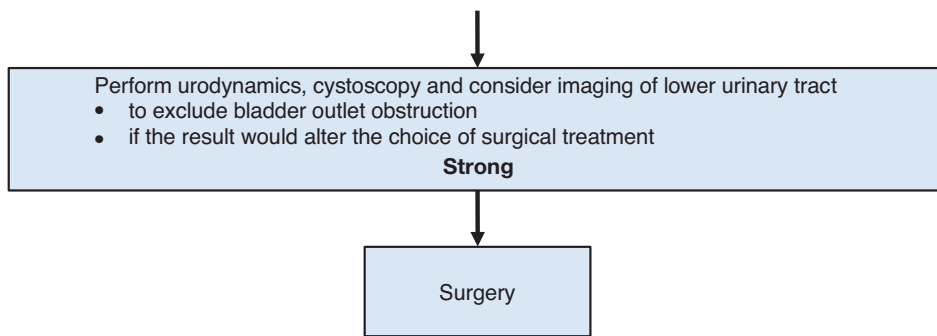 Perform urodynamics, cystoscopy and consider imaging of lower urinary tract
• to exclude bladder outlet obstruction
• if the result would alter the choice of surgical treatment
Strong
Surgery